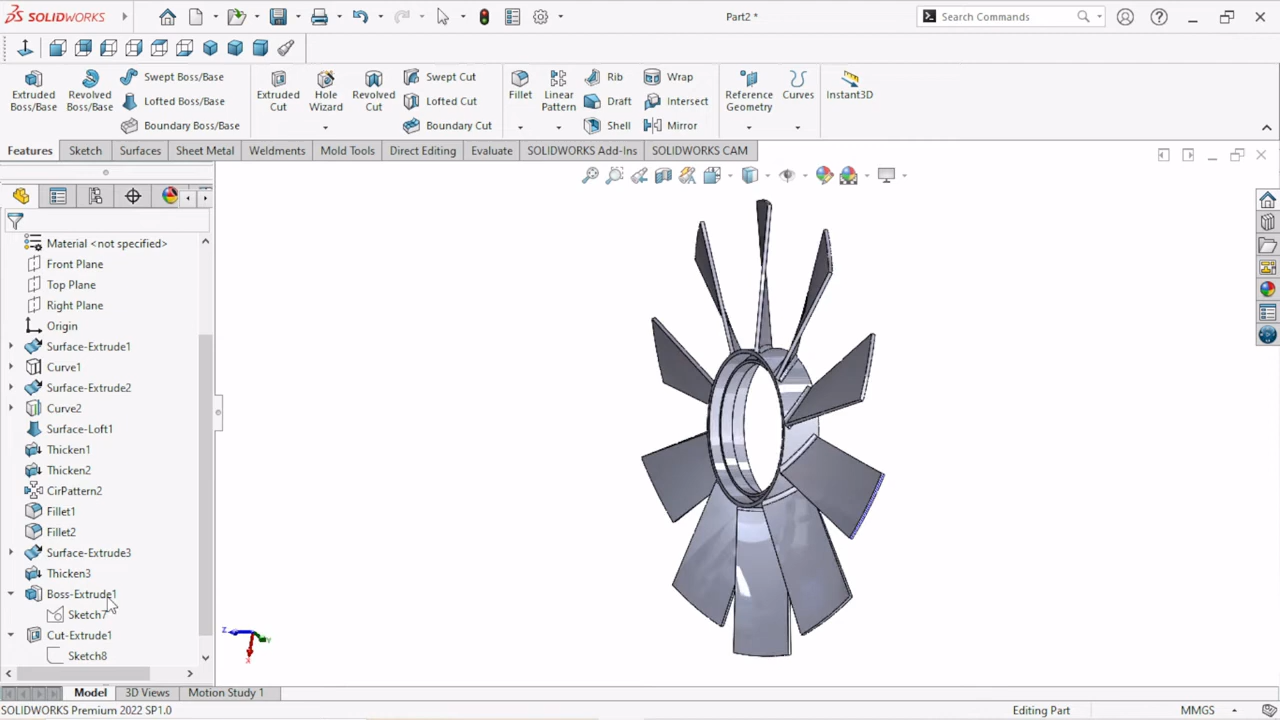 SOLIDWORKS
Part2 *
Search Commands
Extruded Boss/Base
Revolved Boss/Base
Swept Boss/Base
Lofted Boss/Base
Boundary Boss/Base
Extruded Cut
Hole Wizard
Revolved Cut
Swept Cut
Lofted Cut
Boundary Cut
Fillet
Linear Pattern
Rib
Draft
Shell
Wrap
Intersect
Mirror
Reference Geometry
Curves
Instant3D
Features
Sketch
Surfaces
Sheet Metal
Weldments
Mold Tools
Direct Editing
Evaluate
SOLIDWORKS Add-Ins
SOLIDWORKS CAM
Material <not specified>
Front Plane
Top Plane
Right Plane
Origin
Surface-Extrude1
Curve1
Surface-Extrude2
Curve2
Surface-Loft1
Thicken1
Thicken2
CirPattern2
Fillet1
Fillet2
Surface-Extrude3
Thicken3
Boss-Extrude1
Sketch7
Cut-Extrude1
Sketch8
Z
Y
X
Model
3D Views
Motion Study 1
SOLIDWORKS Premium 2022 SP1.0
Editing Part
MMGS